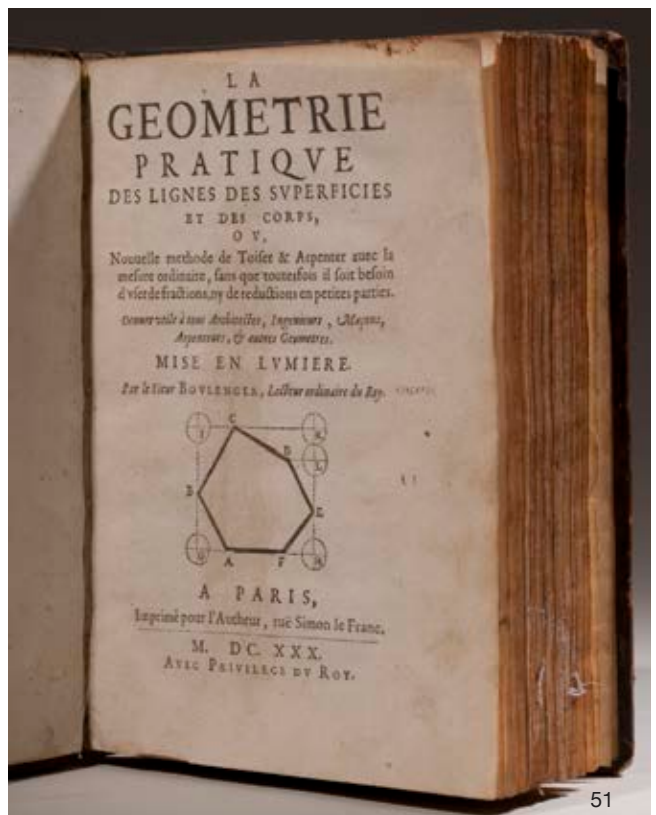 LA
GEOMETRIE
PRATIQVE
DES LIGNES DES SVPERFICIES
ET DES CORPS,
OV,
Nouuelle methode de Toiser & Arpenter auec la
mesure ordinaire, sans que toutesfois il soit besoin
d'vser de fractions, ny de reductions en petites parties.
Oeuure vtile à tous Architectes, Ingenieurs, Maçons,
Arpenteurs, & autres Geometres.
MISE EN LVMIERE.
Par le sieur BOVLENGER, Lecteur ordinaire du Roy.
C
I
K
D
L
B
E
G
A
F
H
A PARIS,
Imprimé pour l'Autheur, ruë Simon le Franc.
M. DC. XXX.
AVEC PRIVILEGE DV ROY.
51